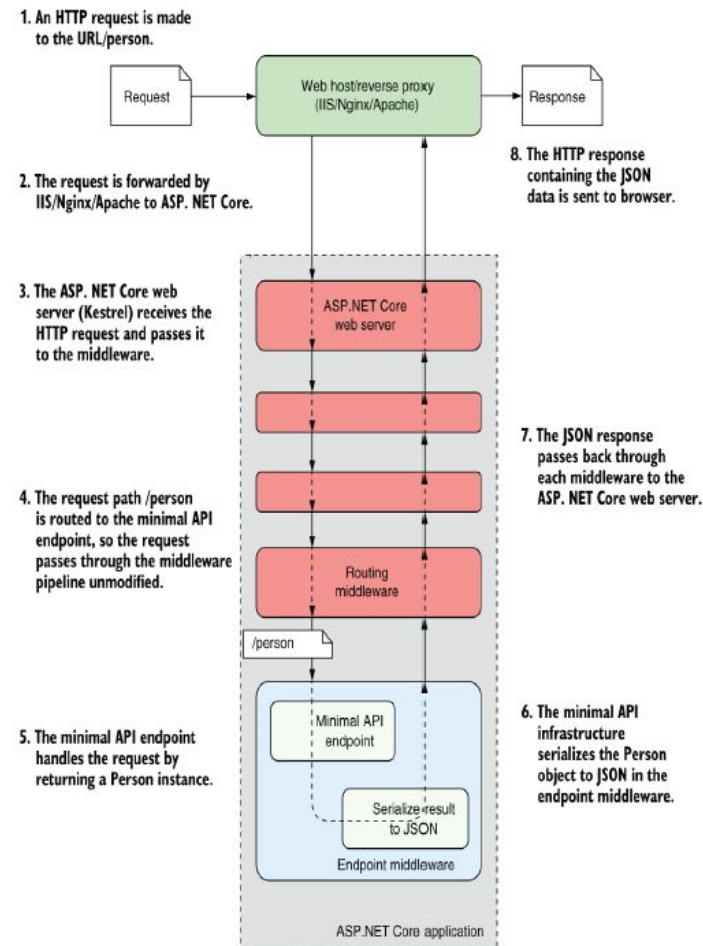 1. An HTTP request is made
to the URL/person.
Request
Web host/reverse proxy
(IIS/Nginx/Apache)
Response
2. The request is forwarded by
IIS/Nginx/Apache to ASP. NET Core.
8. The HTTP response
containing the JSON
data is sent to browser.
3. The ASP. NET Core web
server (Kestrel) receives the
HTTP request and passes it
to the middleware.
ASP.NET Core
web server
4. The request path /person
is routed to the minimal API
endpoint, so the request
passes through the middleware
pipeline unmodified.
7. The JSON response
passes back through
each middleware to the
ASP. NET Core web server.
Routing
middleware
/person
5. The minimal API endpoint
handles the request by
returning a Person instance.
Minimal API
endpoint
Serialize result
to JSON
Endpoint middleware
6. The minimal API
infrastructure
serializes the Person
object to JSON in the
endpoint middleware.
ASP.NET Core application